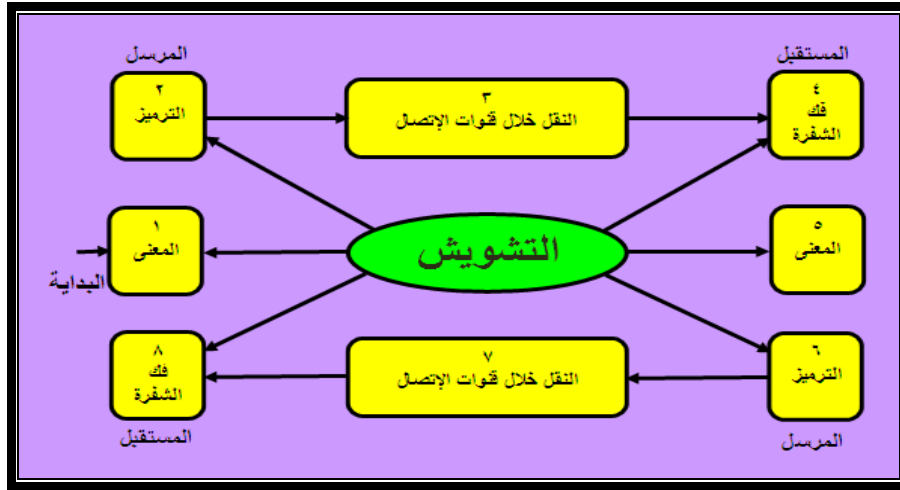 المرسل
المستقبل
٢
الترميز
٣
النقل خلال قنوات الإتصال
٤
فك
الشفرة
١
المعنى
البداية
التشويش
٥
المعنى
٨
فك
الشفرة
المستقبل
٧
النقل خلال قنوات الإتصال
٦
الترميز
المرسل